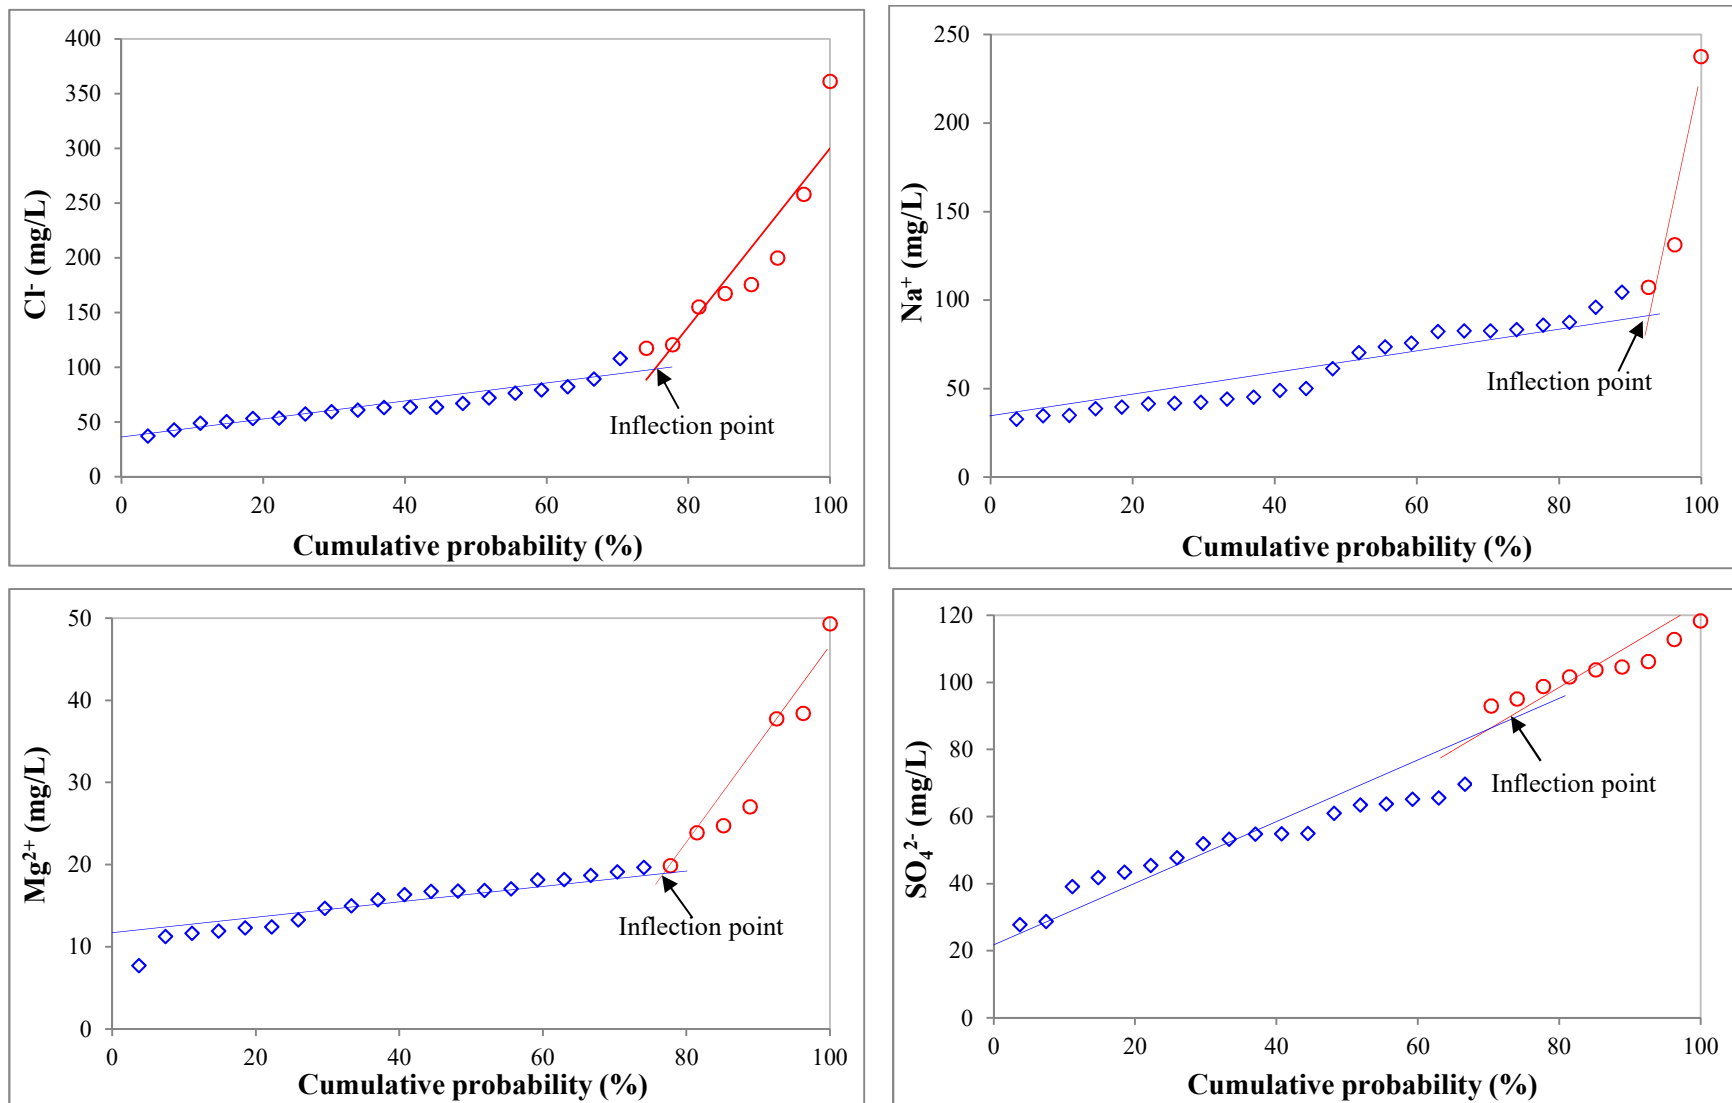 400
350
300
250
200
150
100
50
0
Cl⁻ (mg/L)
Inflection point
0 20 40 60 80 100
Cumulative probability (%)
250
200
150
100
50
0
Na⁺ (mg/L)
Inflection point
0 20 40 60 80 100
Cumulative probability (%)
50
40
30
20
10
0
Mg²⁺ (mg/L)
Inflection point
0 20 40 60 80 100
Cumulative probability (%)
120
100
80
60
40
20
0
SO₄²⁻ (mg/L)
Inflection point
0 20 40 60 80 100
Cumulative probability (%)